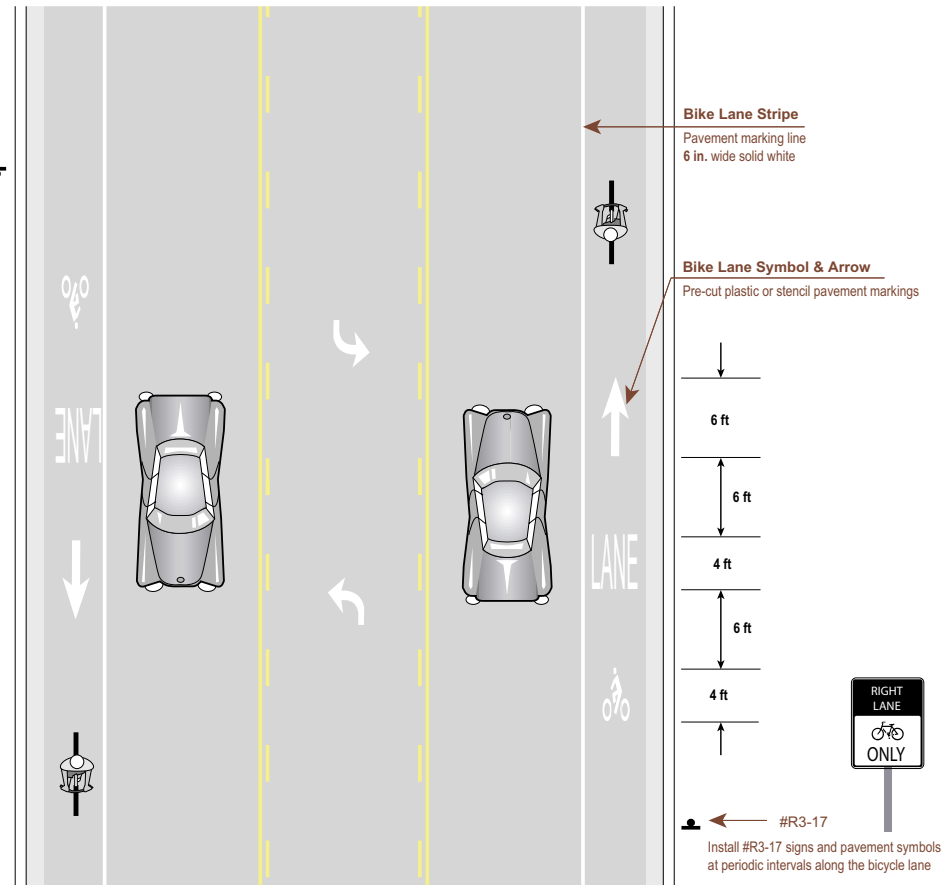 Bike Lane Stripe
Pavement marking line
6 in. wide solid white
Bike Lane Symbol & Arrow
Pre-cut plastic or stencil pavement markings
LANE
6 ft
6 ft
4 ft
LANE
6 ft
4 ft
RIGHT
LANE
ONLY
#R3-17
Install #R3-17 signs and pavement symbols
at periodic intervals along the bicycle lane